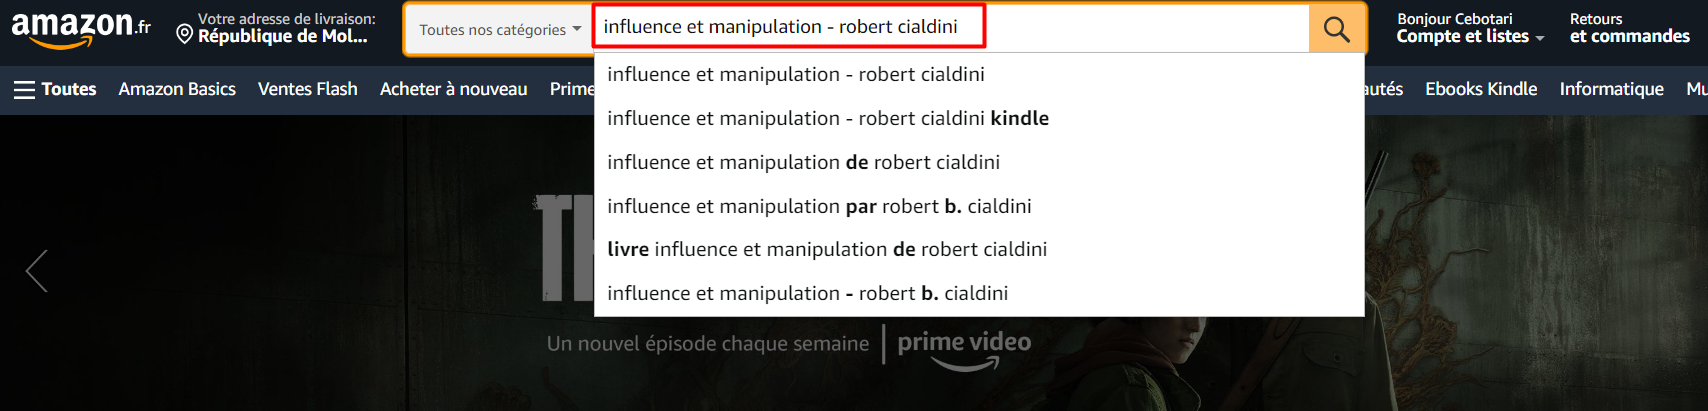 amazon.fr
Votre adresse de livraison:
République de Mol...
Toutes nos catégories
influence et manipulation - robert cialdini
Bonjour Cebotari
Compte et listes
Retours
et commandes
Toutes
Amazon Basics
Ventes Flash
Acheter à nouveau
Prime
autés
Ebooks Kindle
Informatique
Mu
influence et manipulation - robert cialdini
influence et manipulation - robert cialdini kindle
influence et manipulation de robert cialdini
influence et manipulation par robert b. cialdini
livre influence et manipulation de robert cialdini
influence et manipulation - robert b. cialdini
Un nouvel épisode chaque semaine
prime video